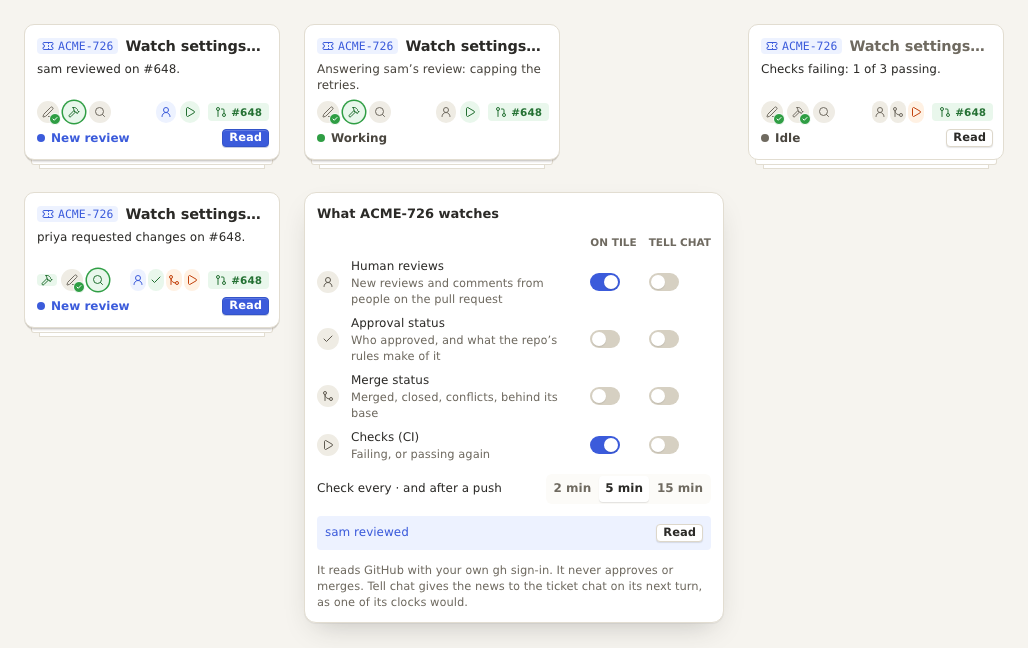 ACME-726 Watch settings…
sam reviewed on #648.
#648
New review Read
ACME-726 Watch settings…
Answering sam’s review: capping the
retries.
#648
Working
ACME-726 Watch settings…
Checks failing: 1 of 3 passing.
#648
Idle Read
ACME-726 Watch settings…
priya requested changes on #648.
#648
New review Read
What ACME-726 watches
ON TILE TELL CHAT
Human reviews
New reviews and comments from
people on the pull request
Approval status
Who approved, and what the repo’s
rules make of it
Merge status
Merged, closed, conflicts, behind its
base
Checks (CI)
Failing, or passing again
Check every · and after a push 2 min 5 min 15 min
sam reviewed Read
It reads GitHub with your own gh sign-in. It never approves or
merges. Tell chat gives the news to the ticket chat on its next turn,
as one of its clocks would.